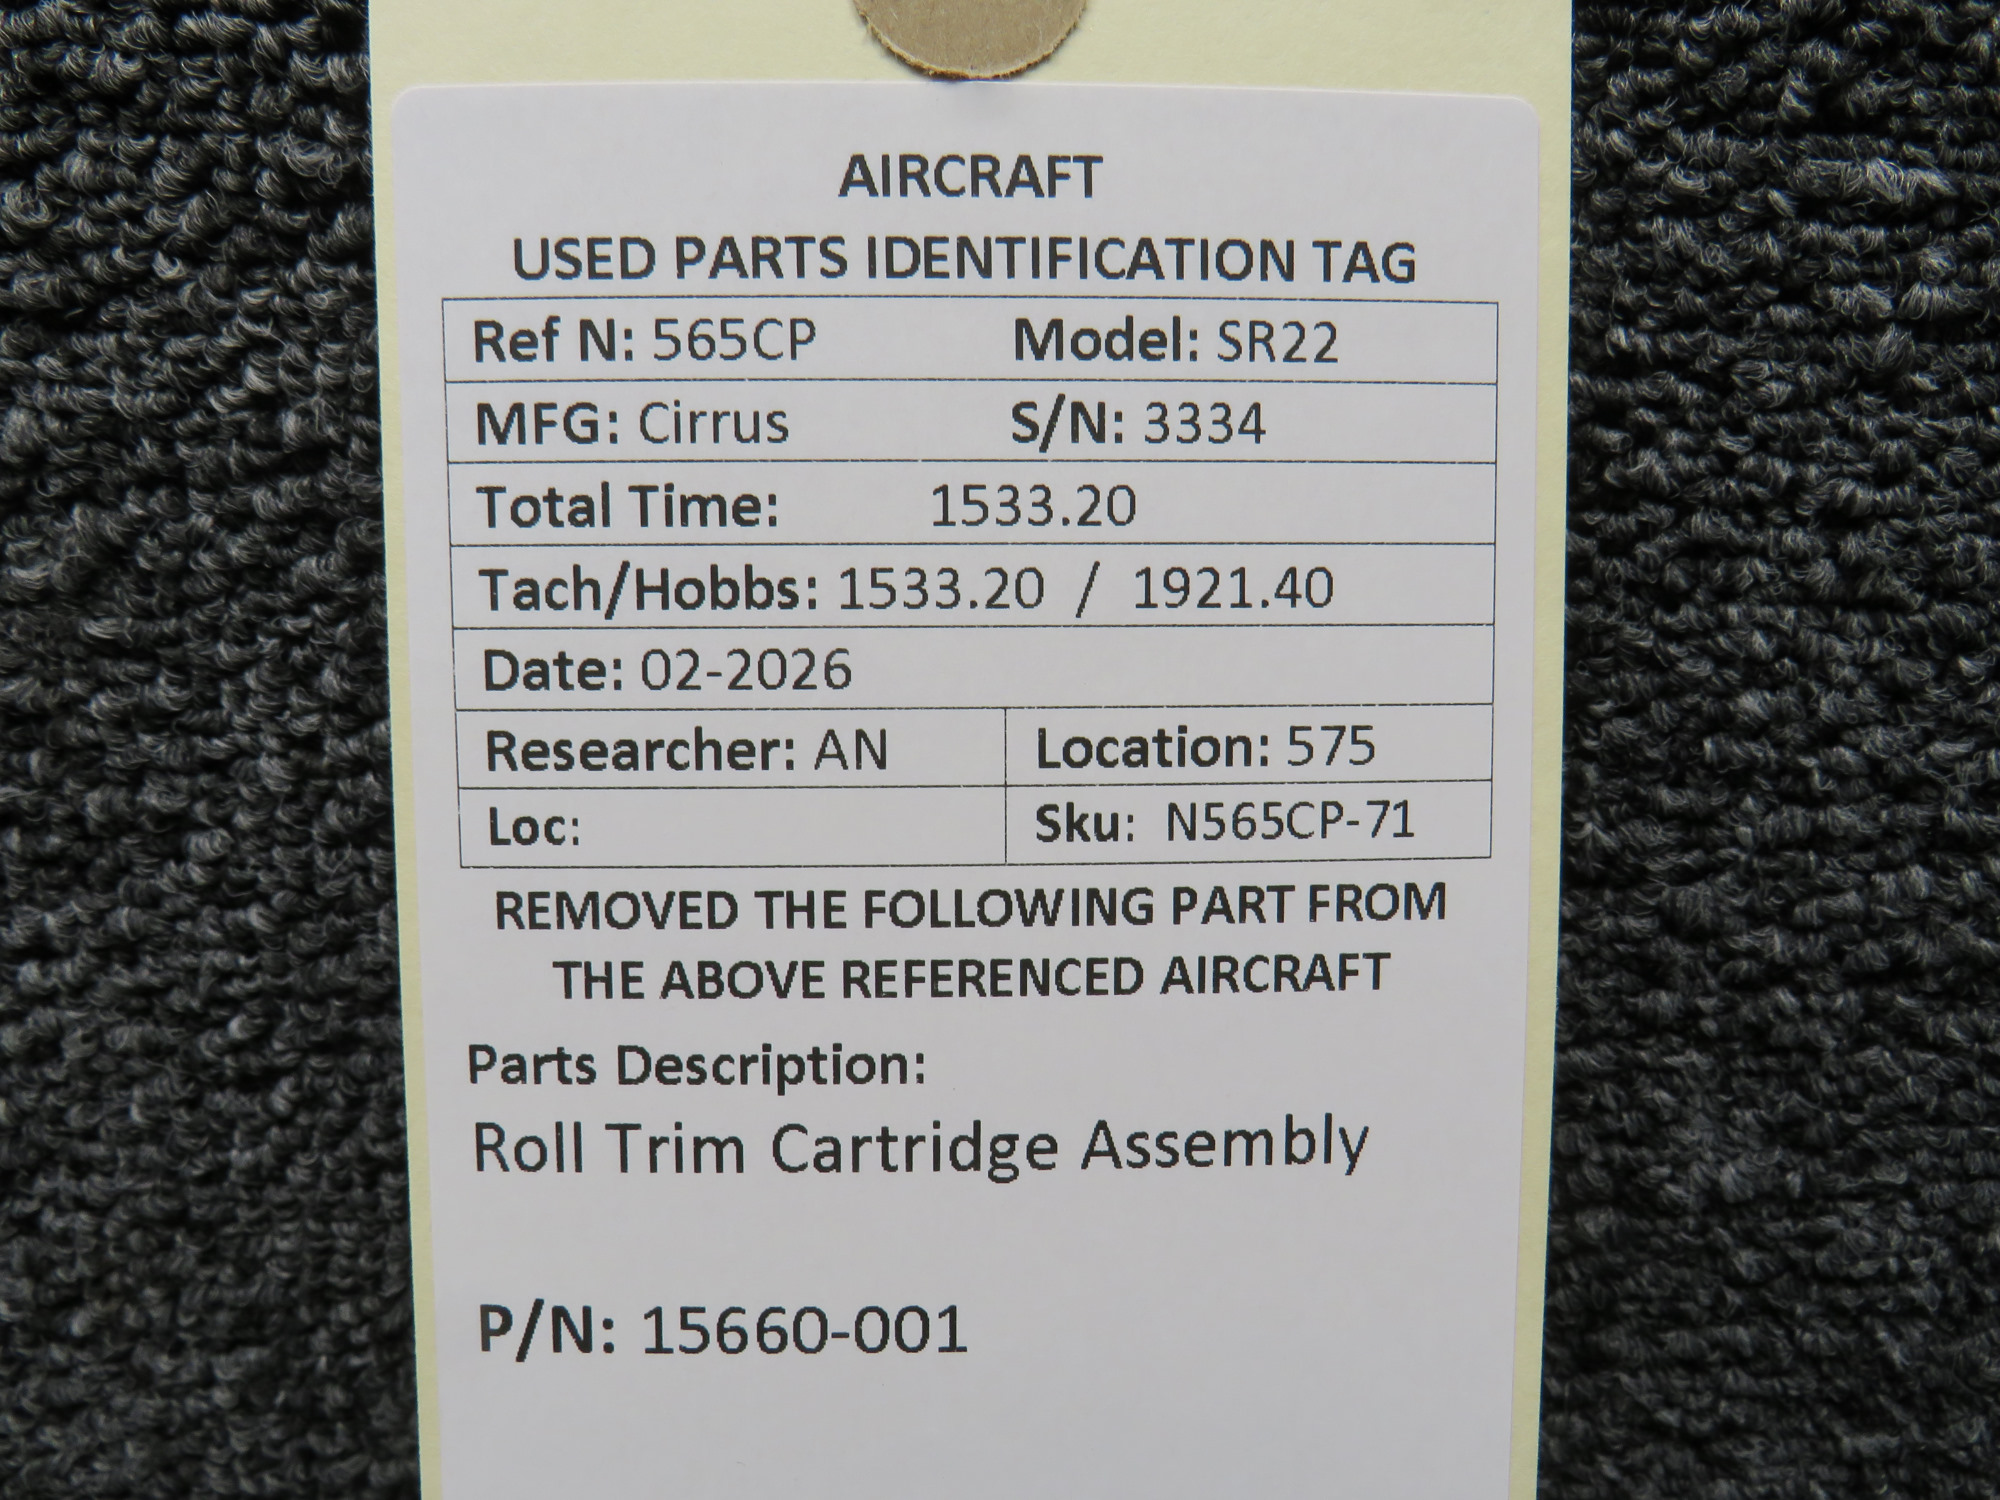 AIRCRAFT
USED PARTS IDENTIFICATION TAG
Ref N: 565CP Model: SR22
MFG: Cirrus S/N: 3334
Total Time: 1533.20
Tach/Hobbs: 1533.20 / 1921.40
Date: 02-2026
Researcher: AN Location: 575
Loc: Sku: N565CP-71
REMOVED THE FOLLOWING PART FROM
THE ABOVE REFERENCED AIRCRAFT
Parts Description:
Roll Trim Cartridge Assembly
P/N: 15660-001